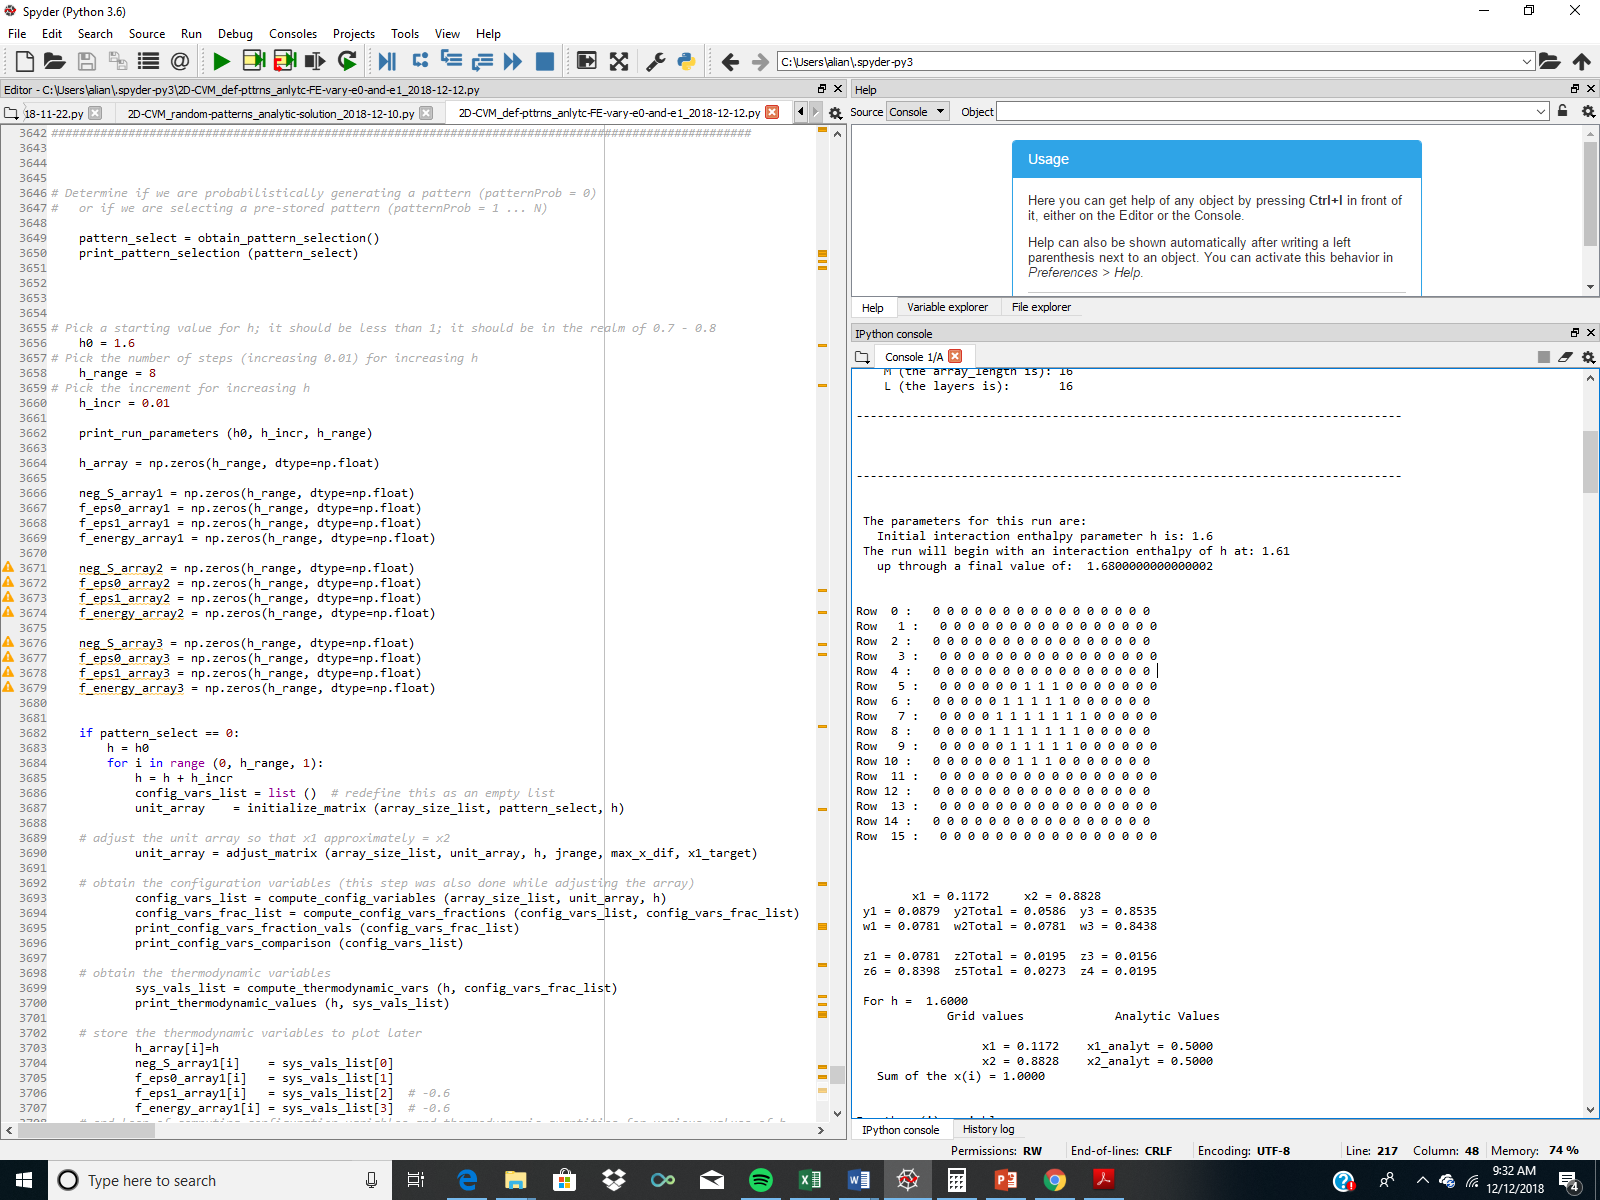 Spyder (Python 3.6)
File Edit Search Source Run Debug Consoles Projects Tools View Help
C:\Users\alian\.spyder-py3
Editor - C:\Users\alian\.spyder-py3\2D-CVM_def-pttrns_anlytc-FE-vary-e0-and-e1_2018-12-12.py
18-11-22.py 2D-CVM_random-patterns_analytic-solution_2018-12-10.py 2D-CVM_def-pttrns_anlytc-FE-vary-e0-and-e1_2018-12-12.py
3642 ####################################################################################################
3643
3644
3645
3646 # Determine if we are probabilistically generating a pattern (patternProb = 0)
3647 #   or if we are selecting a pre-stored pattern (patternProb = 1 ... N)
3648
3649     pattern_select = obtain_pattern_selection()
3650     print_pattern_selection (pattern_select)
3651
3652
3653
3654
3655 # Pick a starting value for h; it should be less than 1; it should be in the realm of 0.7 - 0.8
3656     h0 = 1.6
3657 # Pick the number of steps (increasing 0.01) for increasing h
3658     h_range = 8
3659 # Pick the increment for increasing h
3660     h_incr = 0.01
3661
3662     print_run_parameters (h0, h_incr, h_range)
3663
3664     h_array = np.zeros(h_range, dtype=np.float)
3665
3666     neg_S_array1 = np.zeros(h_range, dtype=np.float)
3667     f_eps0_array1 = np.zeros(h_range, dtype=np.float)
3668     f_eps1_array1 = np.zeros(h_range, dtype=np.float)
3669     f_energy_array1 = np.zeros(h_range, dtype=np.float)
3670
3671     neg_S_array2 = np.zeros(h_range, dtype=np.float)
3672     f_eps0_array2 = np.zeros(h_range, dtype=np.float)
3673     f_eps1_array2 = np.zeros(h_range, dtype=np.float)
3674     f_energy_array2 = np.zeros(h_range, dtype=np.float)
3675
3676     neg_S_array3 = np.zeros(h_range, dtype=np.float)
3677     f_eps0_array3 = np.zeros(h_range, dtype=np.float)
3678     f_eps1_array3 = np.zeros(h_range, dtype=np.float)
3679     f_energy_array3 = np.zeros(h_range, dtype=np.float)
3680
3681
3682     if pattern_select == 0:
3683         h = h0
3684         for i in range (0, h_range, 1):
3685             h = h + h_incr
3686             config_vars_list = list ()  # redefine this as an empty list
3687             unit_array    = initialize_matrix (array_size_list, pattern_select, h)
3688
3689     # adjust the unit array so that x1 approximately = x2
3690             unit_array = adjust_matrix (array_size_list, unit_array, h, jrange, max_x_dif, x1_target)
3691
3692     # obtain the configuration variables (this step was also done while adjusting the array)
3693             config_vars_list = compute_config_variables (array_size_list, unit_array, h)
3694             config_vars_frac_list = compute_config_vars_fractions (config_vars_list, config_vars_frac_list)
3695             print_config_vars_fraction_vals (config_vars_frac_list)
3696             print_config_vars_comparison (config_vars_list)
3697
3698     # obtain the thermodynamic variables
3699             sys_vals_list = compute_thermodynamic_vars (h, config_vars_frac_list)
3700             print_thermodynamic_values (h, sys_vals_list)
3701
3702     # store the thermodynamic variables to plot later
3703             h_array[i]=h
3704             neg_S_array1[i]    = sys_vals_list[0]
3705             f_eps0_array1[i]   = sys_vals_list[1]
3706             f_eps1_array1[i]   = sys_vals_list[2]  # -0.6
3707             f_energy_array1[i] = sys_vals_list[3]  # -0.6
Help
Source Console Object
Usage
Here you can get help of any object by pressing Ctrl+I in front of
it, either on the Editor or the Console.
Help can also be shown automatically after writing a left
parenthesis next to an object. You can activate this behavior in
Preferences > Help.
Help Variable explorer File explorer
IPython console
Console 1/A
M (the array_length is): 16
L (the layers is):       16
------------------------------------------------------------------------------
------------------------------------------------------------------------------
The parameters for this run are:
Initial interaction enthalpy parameter h is: 1.6
The run will begin with an interaction enthalpy of h at: 1.61
up through a final value of:  1.6800000000000002
Row  0 :   0 0 0 0 0 0 0 0 0 0 0 0 0 0 0 0
Row   1 :   0 0 0 0 0 0 0 0 0 0 0 0 0 0 0 0
Row  2 :   0 0 0 0 0 0 0 0 0 0 0 0 0 0 0 0
Row   3 :   0 0 0 0 0 0 0 0 0 0 0 0 0 0 0 0
Row  4 :   0 0 0 0 0 0 0 0 0 0 0 0 0 0 0 0
Row   5 :   0 0 0 0 0 0 1 1 1 0 0 0 0 0 0 0
Row  6 :   0 0 0 0 0 1 1 1 1 1 0 0 0 0 0 0
Row   7 :   0 0 0 0 1 1 1 1 1 1 1 0 0 0 0 0
Row  8 :   0 0 0 0 1 1 1 1 1 1 1 0 0 0 0 0
Row   9 :   0 0 0 0 0 1 1 1 1 1 0 0 0 0 0 0
Row 10 :   0 0 0 0 0 0 1 1 1 0 0 0 0 0 0 0
Row  11 :   0 0 0 0 0 0 0 0 0 0 0 0 0 0 0 0
Row 12 :   0 0 0 0 0 0 0 0 0 0 0 0 0 0 0 0
Row  13 :   0 0 0 0 0 0 0 0 0 0 0 0 0 0 0 0
Row 14 :   0 0 0 0 0 0 0 0 0 0 0 0 0 0 0 0
Row  15 :   0 0 0 0 0 0 0 0 0 0 0 0 0 0 0 0
x1 = 0.1172     x2 = 0.8828
y1 = 0.0879  y2Total = 0.0586  y3 = 0.8535
w1 = 0.0781  w2Total = 0.0781  w3 = 0.8438
z1 = 0.0781  z2Total = 0.0195  z3 = 0.0156
z6 = 0.8398  z5Total = 0.0273  z4 = 0.0195
For h =  1.6000
Grid values             Analytic Values
x1 = 0.1172    x1_analyt = 0.5000
x2 = 0.8828    x2_analyt = 0.5000
Sum of the x(i) = 1.0000
IPython console History log
Permissions: RW End-of-lines: CRLF Encoding: UTF-8 Line: 217 Column: 48 Memory: 74 %
Type here to search
9:32 AM
12/12/2018
4